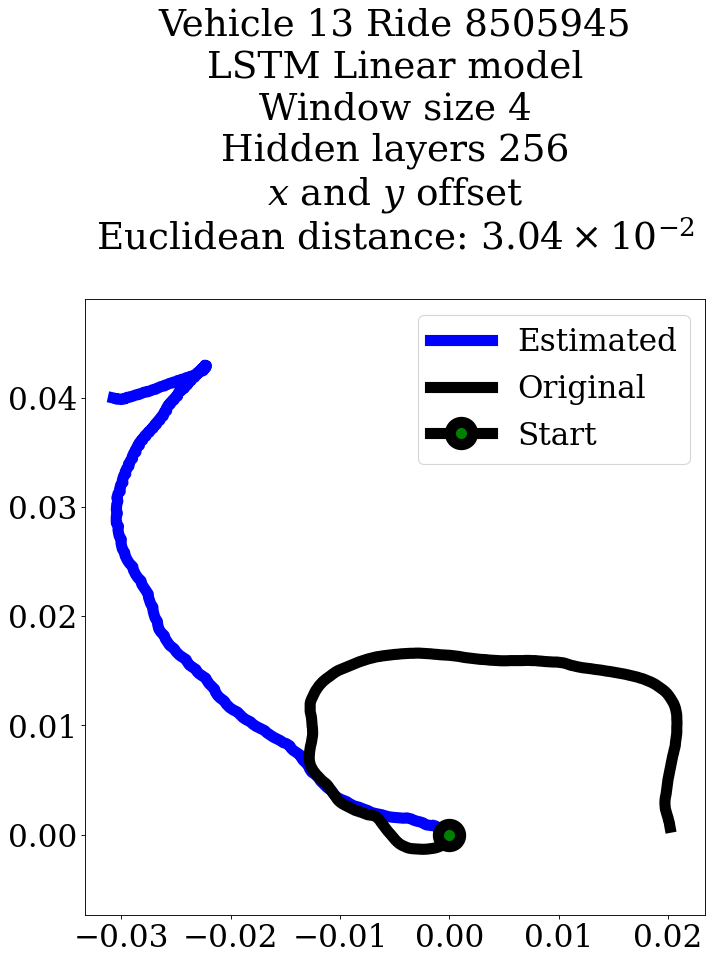 Vehicle 13 Ride 8505945
LSTM Linear model
Window size 4
Hidden layers 256
x and y offset
Euclidean distance: 3.04 × 10⁻²
Estimated
Original
Start
0.04
0.03
0.02
0.01
0.00
−0.03 −0.02 −0.01 0.00 0.01 0.02